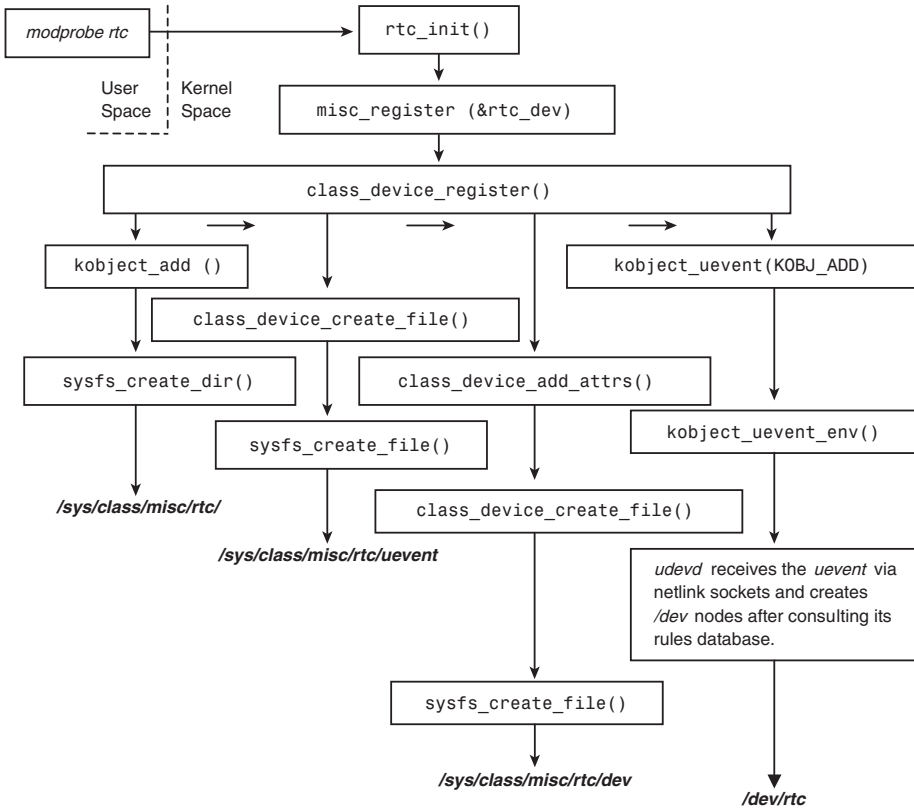 modprobe rtc
rtc_init()
User
Space
Kernel
Space
misc_register (&rtc_dev)
class_device_register()
kobject_add ()
kobject_uevent(KOBJ_ADD)
class_device_create_file()
sysfs_create_dir()
class_device_add_attrs()
sysfs_create_file()
kobject_uevent_env()
/sys/class/misc/rtc/
class_device_create_file()
/sys/class/misc/rtc/uevent
udevd receives the uevent via
netlink sockets and creates
/dev nodes after consulting its
rules database.
sysfs_create_file()
/sys/class/misc/rtc/dev
/dev/rtc